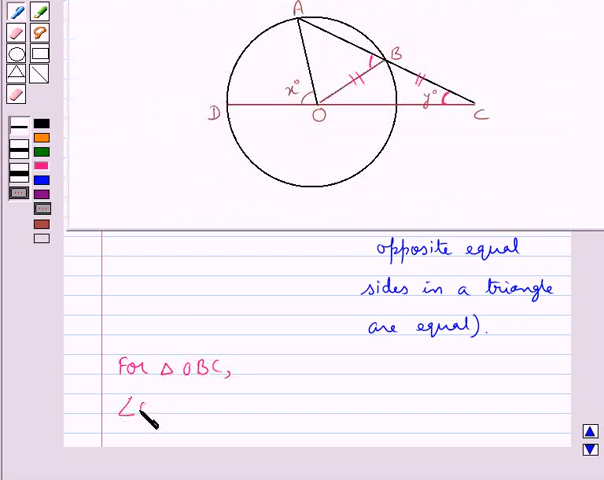 A
B
x° y°
D O C
opposite equal
sides in a triangle
are equal).
For △ OBC,
∠